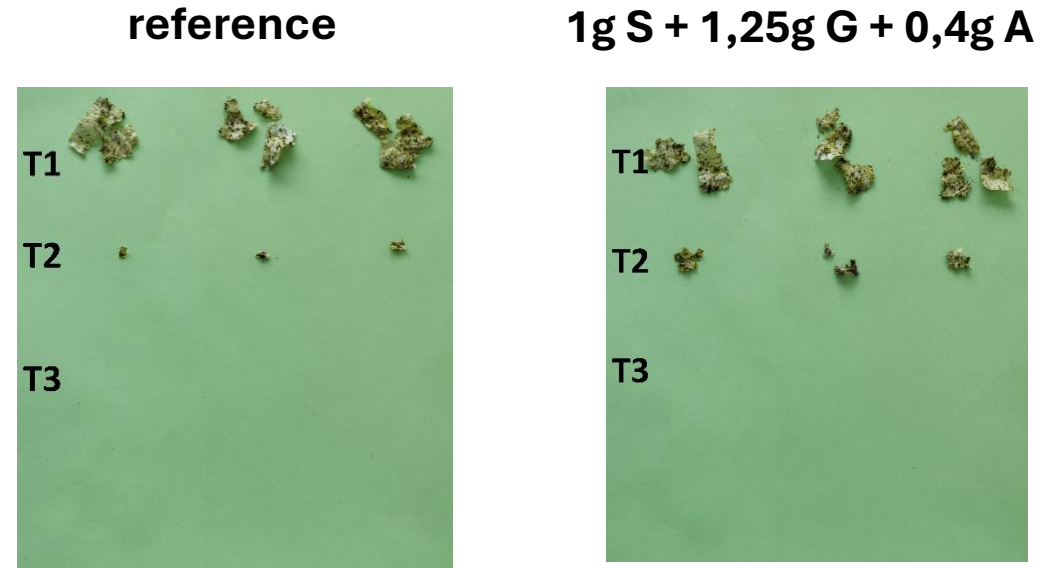 reference
1g S + 1,25g G + 0,4g A
T1
T2
T3
T1
T2
T3